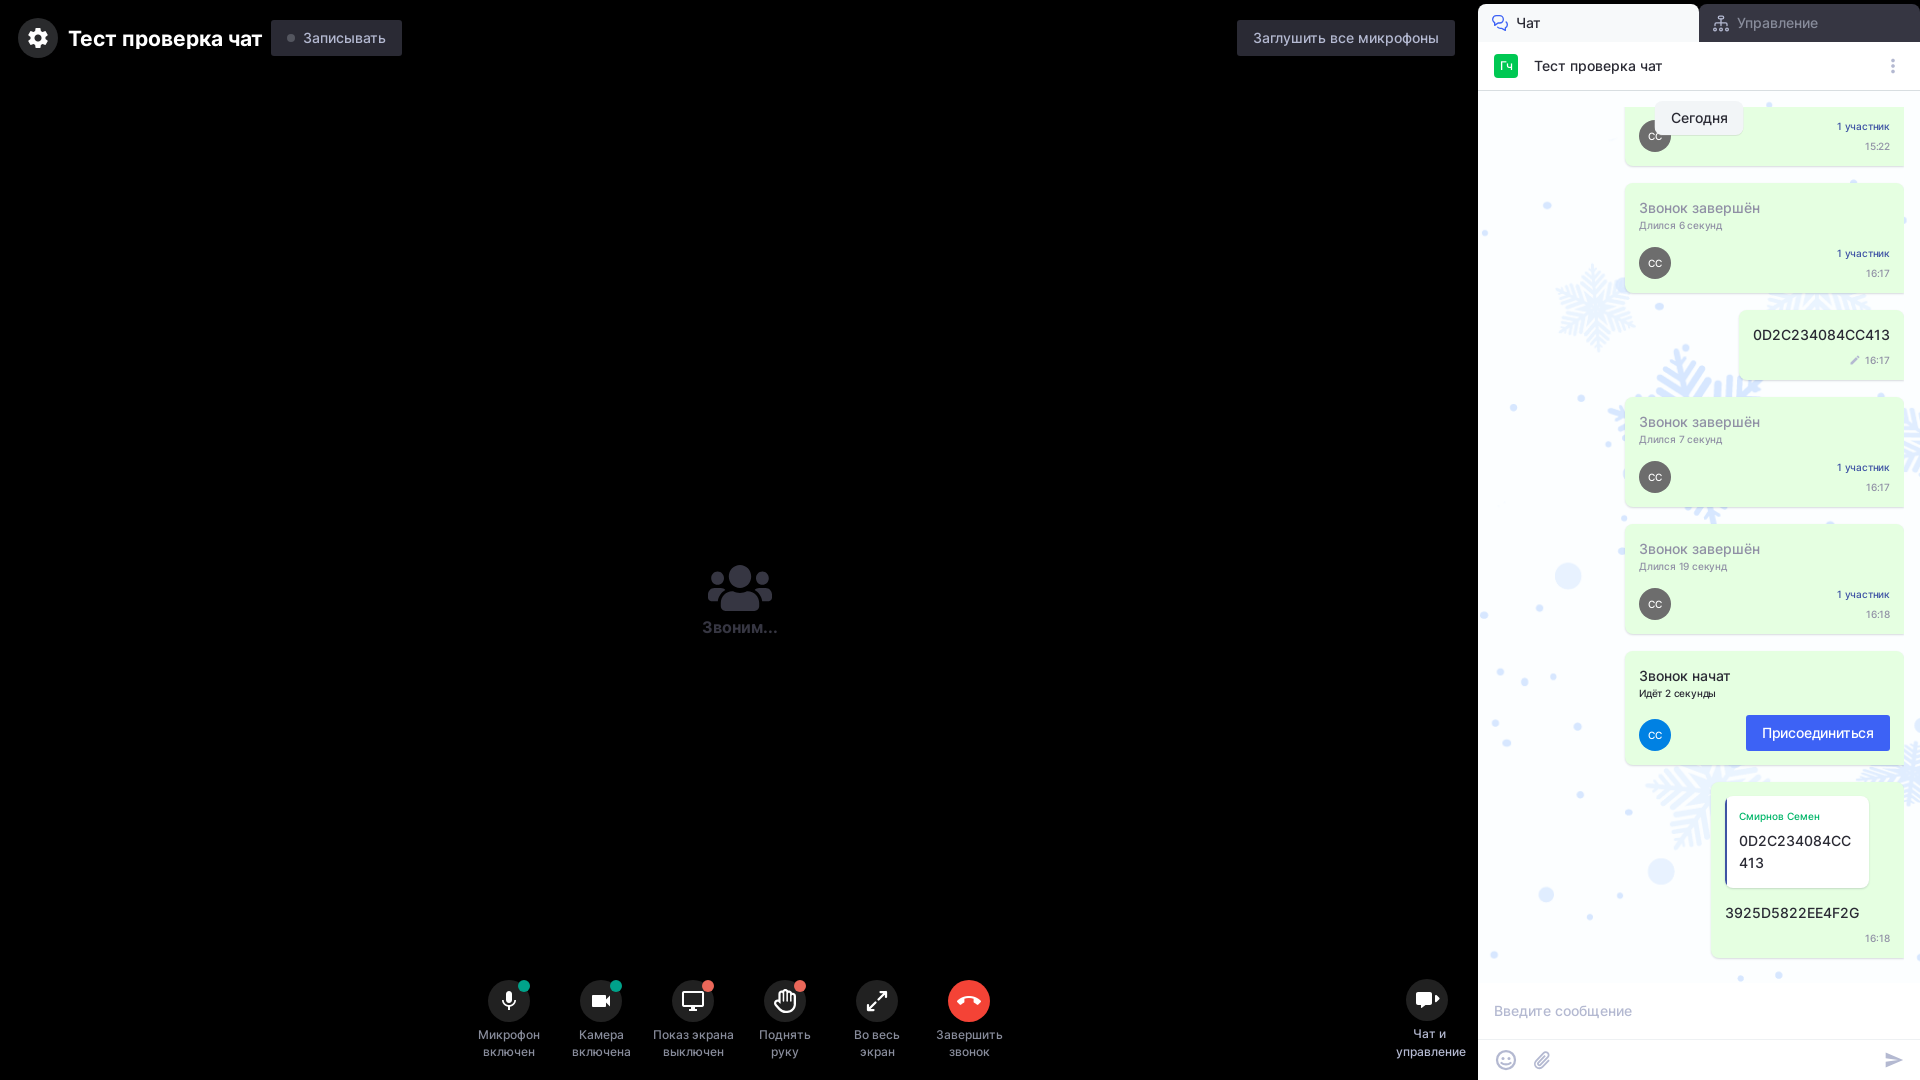 Тест проверка чат
Записывать
Заглушить все микрофоны
Звоним...
Микрофон
включен
Камера
включена
Показ экрана
выключен
Поднять
руку
Во весь
экран
Завершить
звонок
Чат и
управление
Чат
Управление
Гч
Тест проверка чат
Сегодня
СС
1 участник
15:22
Звонок завершён
Длился 6 секунд
СС
1 участник
16:17
0D2C234084CC413
16:17
Звонок завершён
Длился 7 секунд
СС
1 участник
16:17
Звонок завершён
Длился 19 секунд
СС
1 участник
16:18
Звонок начат
Идёт 2 секунды
СС
Присоединиться
Смирнов Семен
0D2C234084CC
413
3925D5822EE4F2G
16:18
Введите сообщение